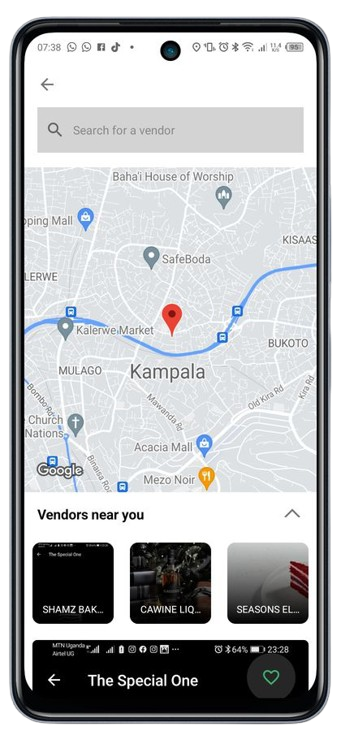 07:38
Search for a vendor
Baha'i House of Worship
pping Mall
KISAAS
SafeBoda
LERWE
Kalerwe Market
BUKOTO
MULAGO
Kampala
Bombo Rd
Mawanda Rd
Old Kira Rd
Kira Rd
Church
Nations
Binaisa Rd
Acacia Mall
Google
Mezo Noir
Vendors near you
The Special One
SHAMZ BAK...
CAWINE LIQ...
SEASONS EL...
MTN Uganda
Airtel UG
64% 23:28
The Special One